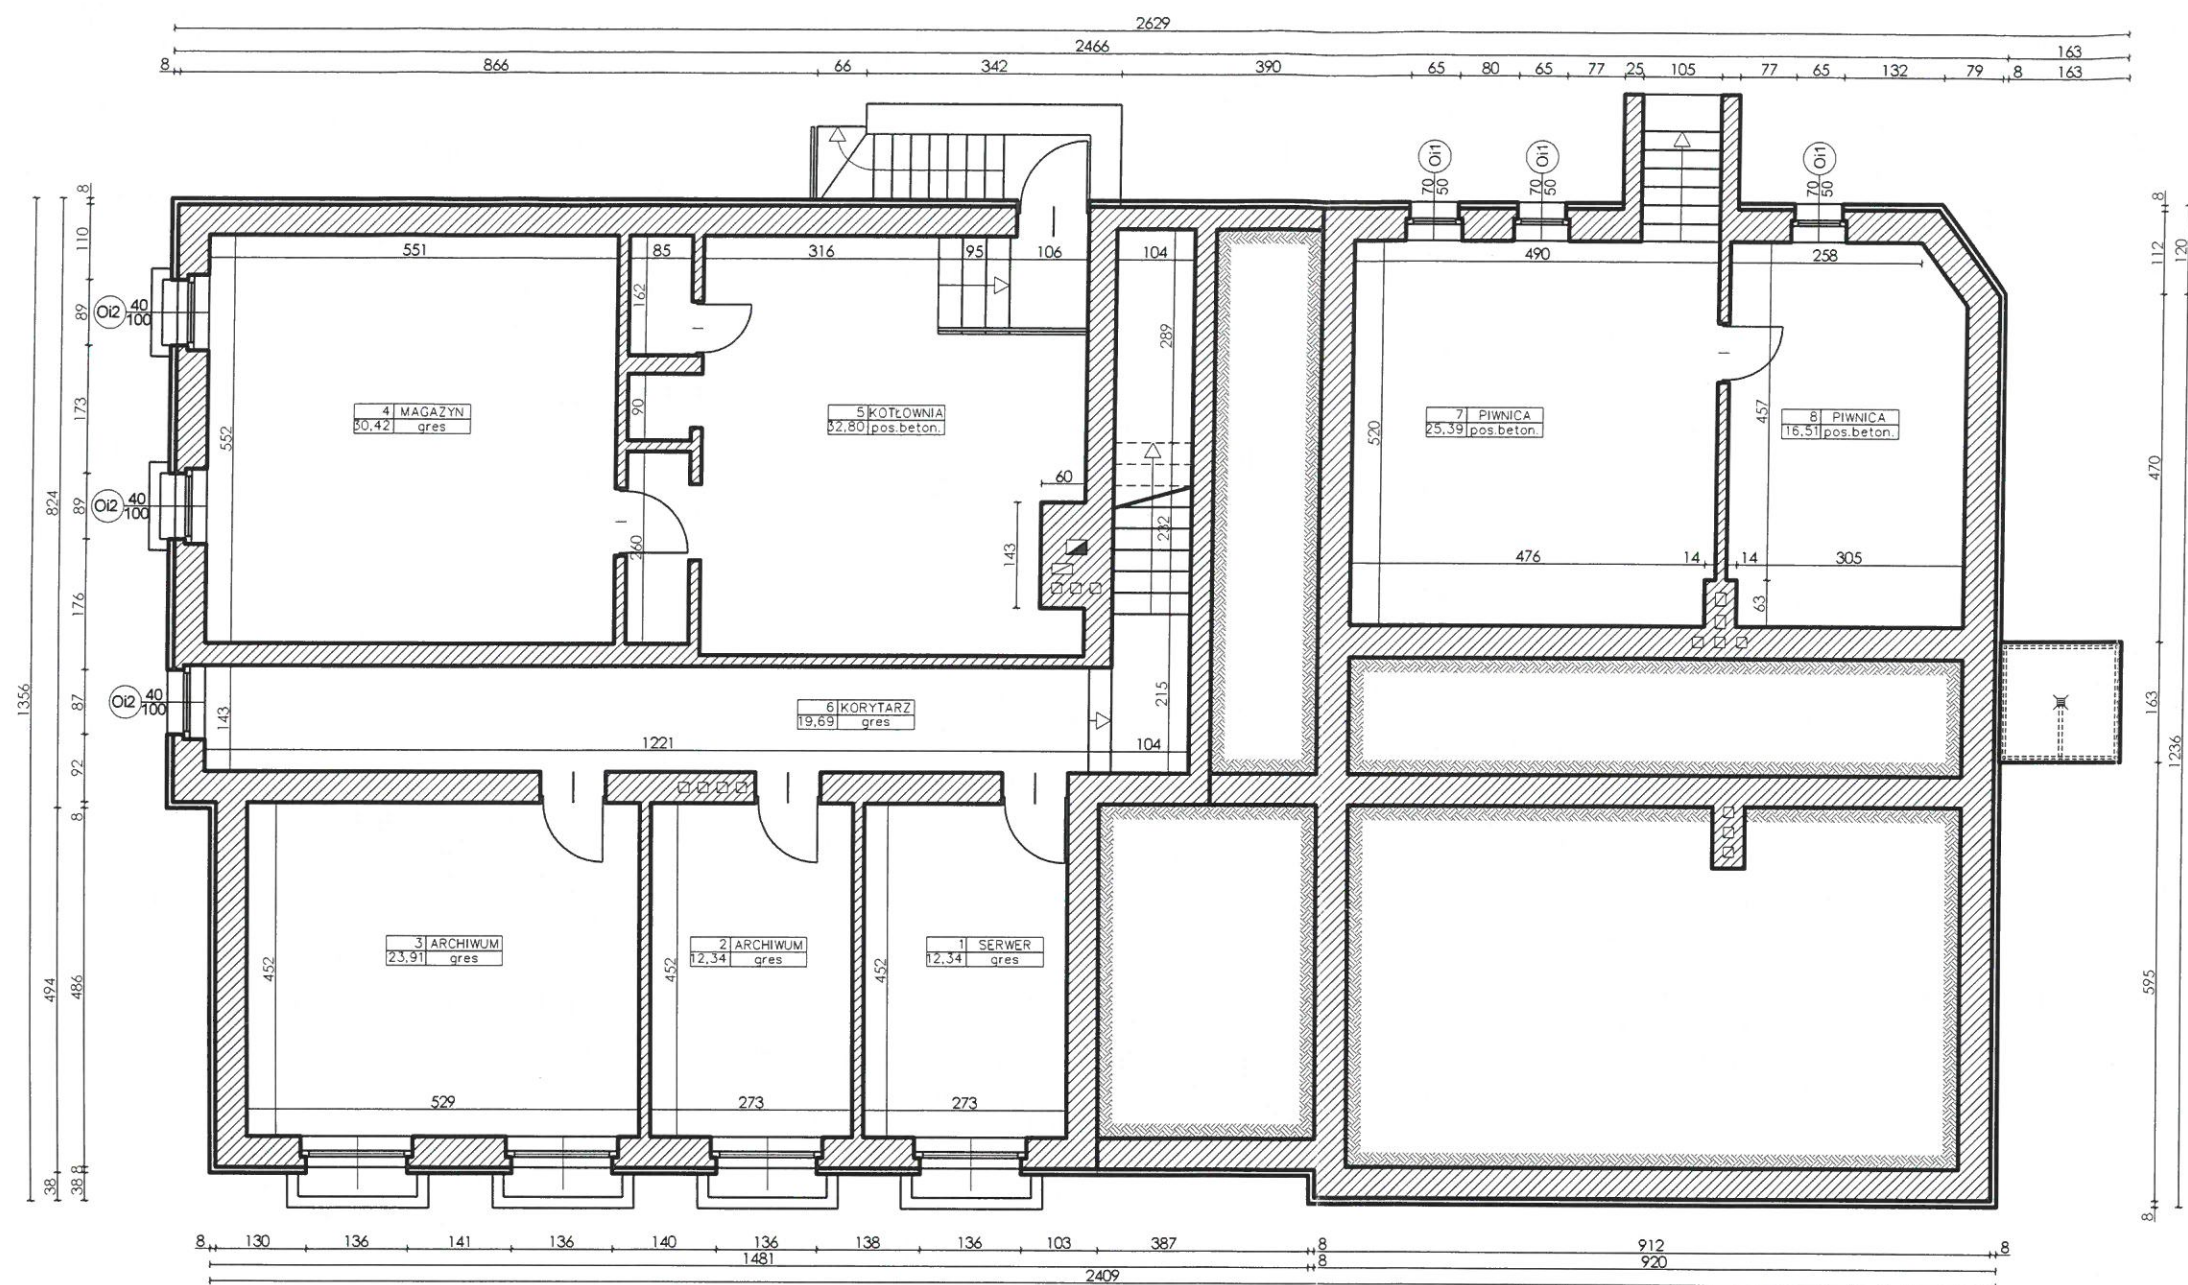 2629
2466 163
8 866 66 342 390 65 80 65 77 25 105 77 65 132 79 8 163
Oi1 Oi1 Oi1
70 50
70 50
70 50
8 8
110 551 85 316 95 106 104 490 258 112 120
162
Oi2 40 100
89
289
173
4 MAGAZYN
30,42 gres
90
5 KOTŁOWNIA
32,80 pos.beton.
7 PIWNICA
25,39 pos.beton.
8 PIWNICA
16,51 pos.beton.
457
552
520
470
60
824
Oi2 40 100
89
232
260
143
476 14 14 305
176
63
1356
Oi2 40 100
87
143
6 KORYTARZ
19,69 gres
215
163
1221 104
1236
92
8
3 ARCHIWUM
23,91 gres
2 ARCHIWUM
12,34 gres
1 SERWER
12,34 gres
452 452 452
494 486
595
529 273 273
38 38 8
8
8 130 136 141 136 140 136 138 136 103 387 8 912 8
1481 8 920
2409